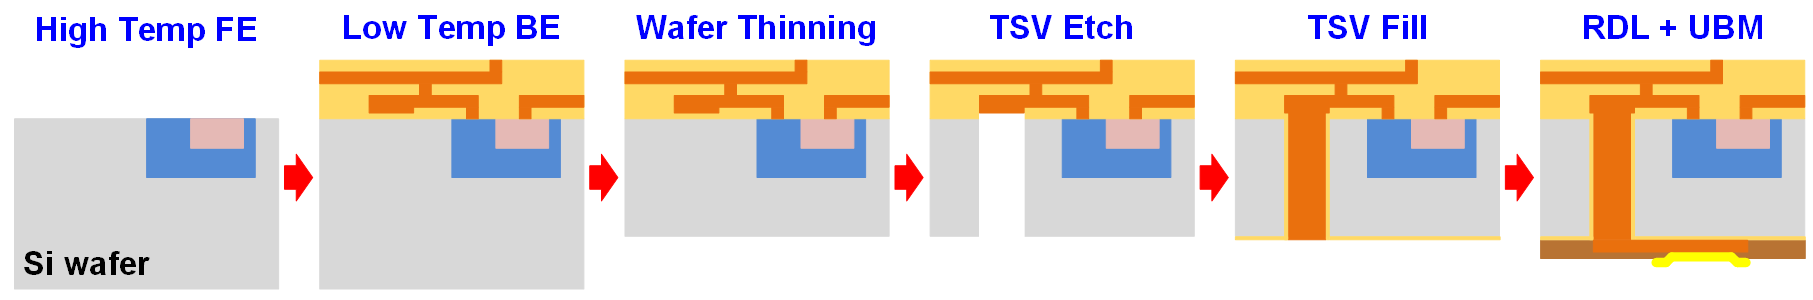 High Temp FE
Low Temp BE
Wafer Thinning
TSV Etch
TSV Fill
RDL + UBM
Si wafer